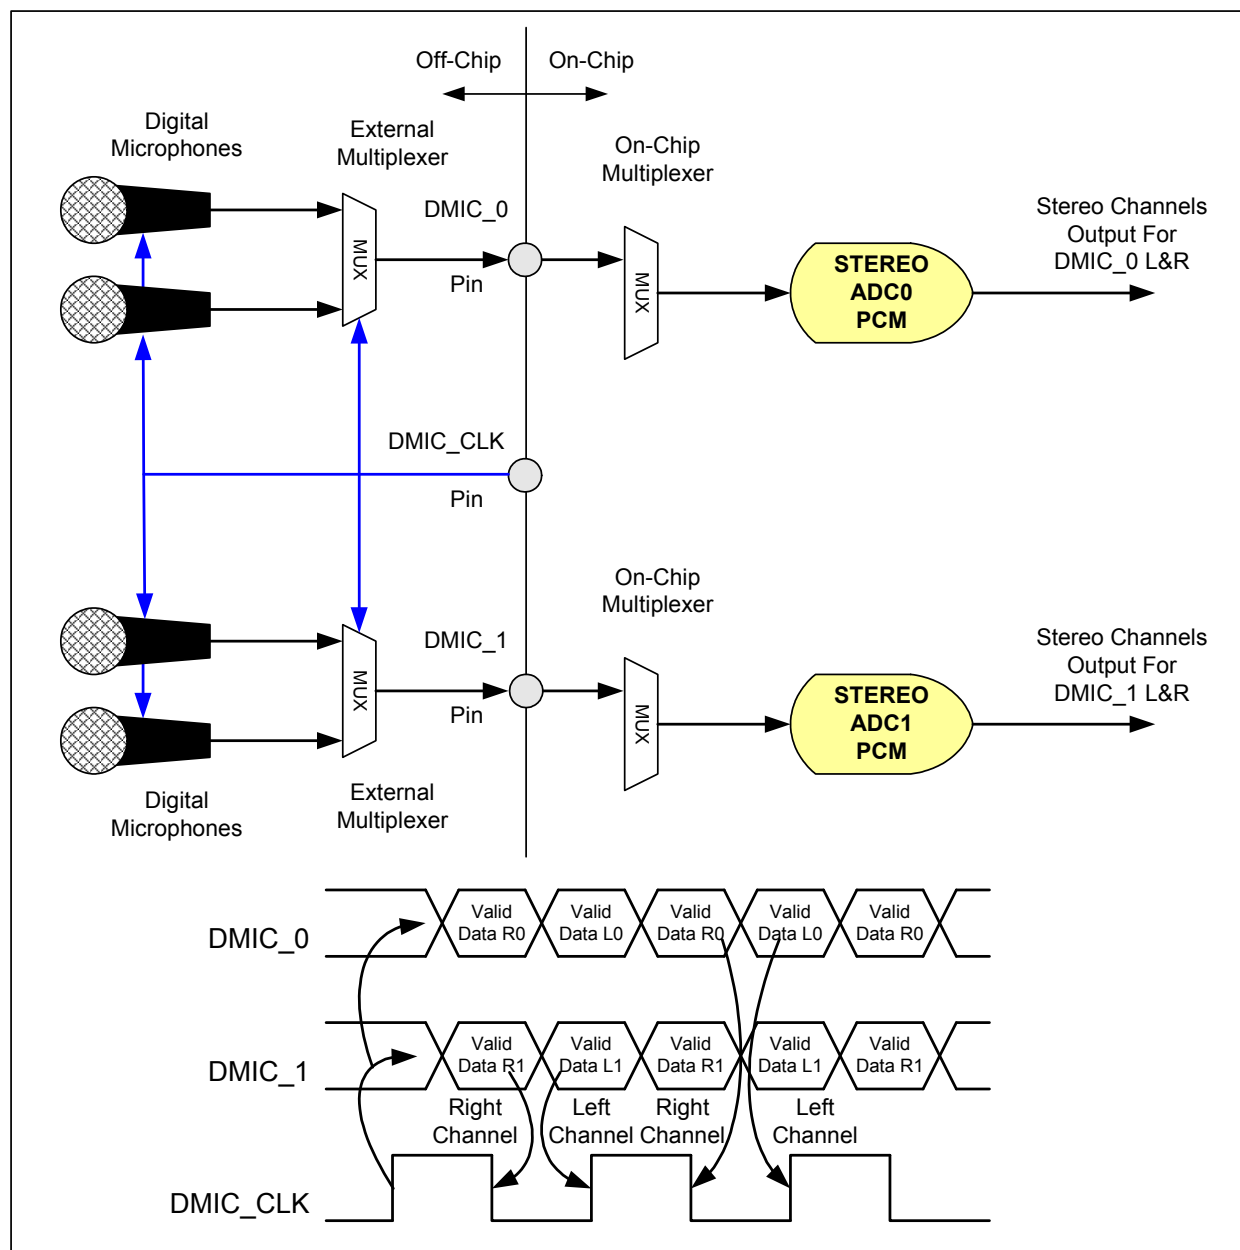 Off-Chip
On-Chip
Digital
Microphones
External
Multiplexer
On-Chip
Multiplexer
DMIC_0
Pin
MUX
MUX
STEREO
ADC0
PCM
Stereo Channels
Output For
DMIC_0 L&R
DMIC_CLK
Pin
On-Chip
Multiplexer
DMIC_1
Pin
MUX
MUX
STEREO
ADC1
PCM
Stereo Channels
Output For
DMIC_1 L&R
Digital
Microphones
External
Multiplexer
DMIC_0
Valid
Data R0
Valid
Data L0
Valid
Data R0
Valid
Data L0
Valid
Data R0
DMIC_1
Valid
Data R1
Valid
Data L1
Valid
Data R1
Valid
Data L1
Valid
Data R1
Right
Channel
Left
Channel
Right
Channel
Left
Channel
DMIC_CLK